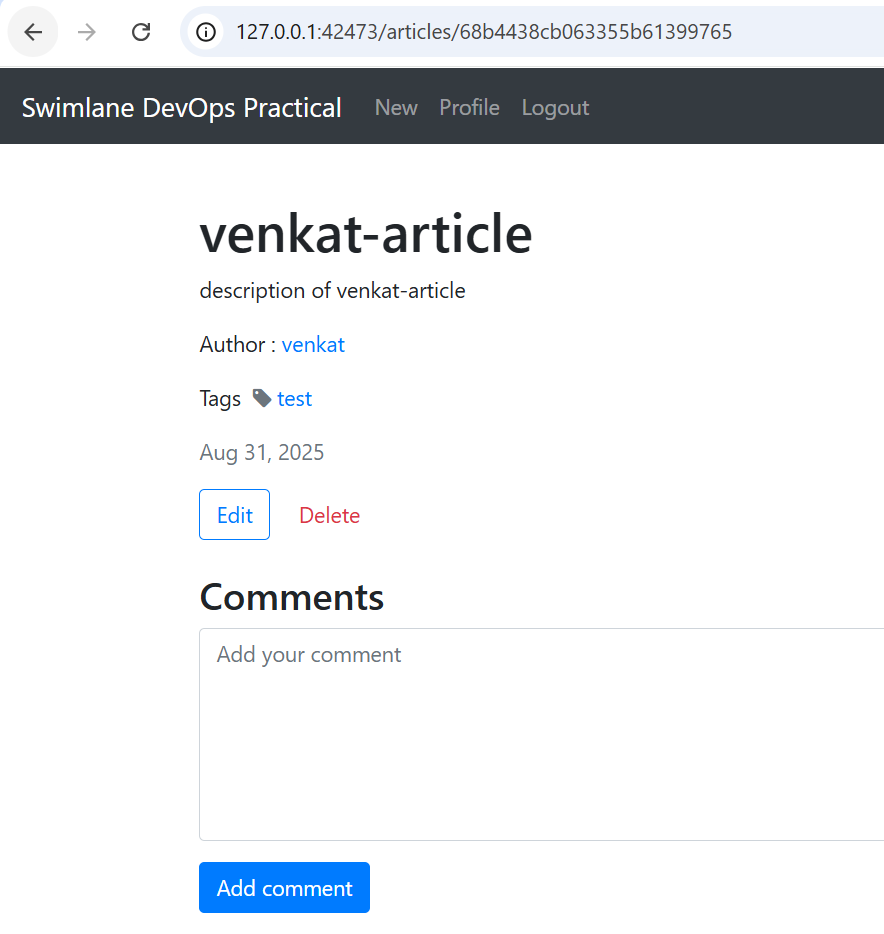 127.0.0.1:42473/articles/68b4438cb063355b61399765
Swimlane DevOps Practical New Profile Logout
venkat-article
description of venkat-article
Author : venkat
Tags test
Aug 31, 2025
Edit Delete
Comments
Add your comment
Add comment